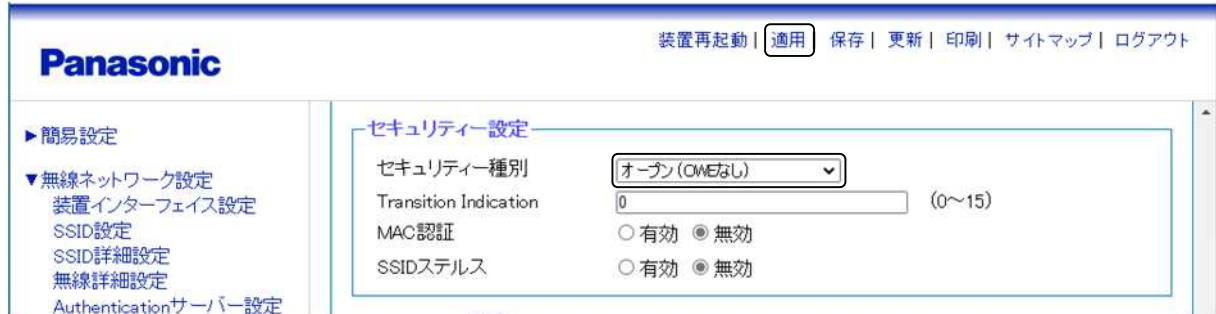 装置再起動 | 適用 保存 | 更新 | 印刷 | サイトマップ | ログアウト
Panasonic
▶簡易設定
▼無線ネットワーク設定
装置インターフェイス設定
SSID設定
SSID詳細設定
無線詳細設定
Authenticationサーバー設定
セキュリティー設定
セキュリティー種別 オープン(OWEなし)
Transition Indication 0 (0～15)
MAC認証 有効 無効
SSIDステルス 有効 無効